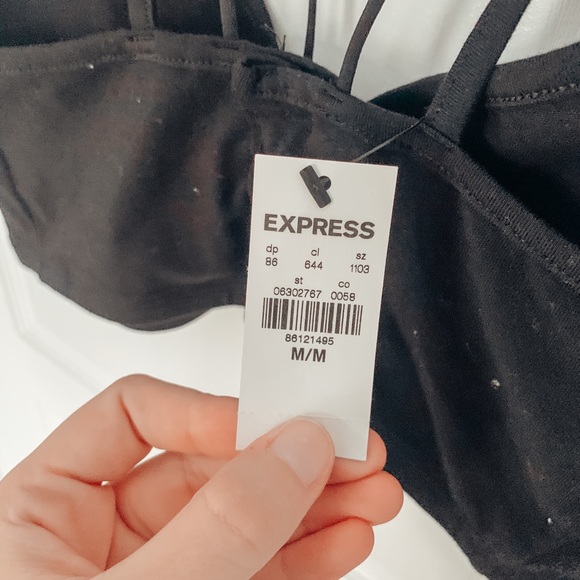 EXPRESS
dp cl sz
86 644 1103
st co
06302767 0058
86121495
M/M